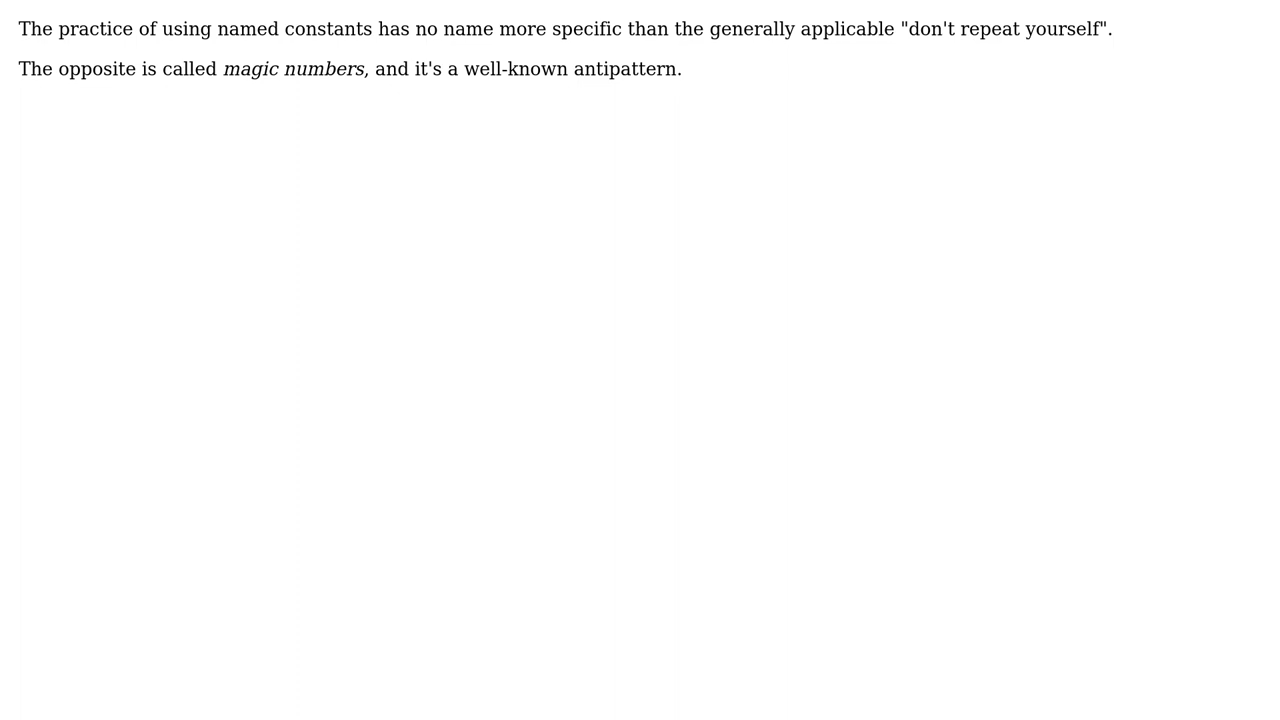 The practice of using named constants has no name more specific than the generally applicable "don't repeat yourself".
The opposite is called magic numbers, and it's a well-known antipattern.